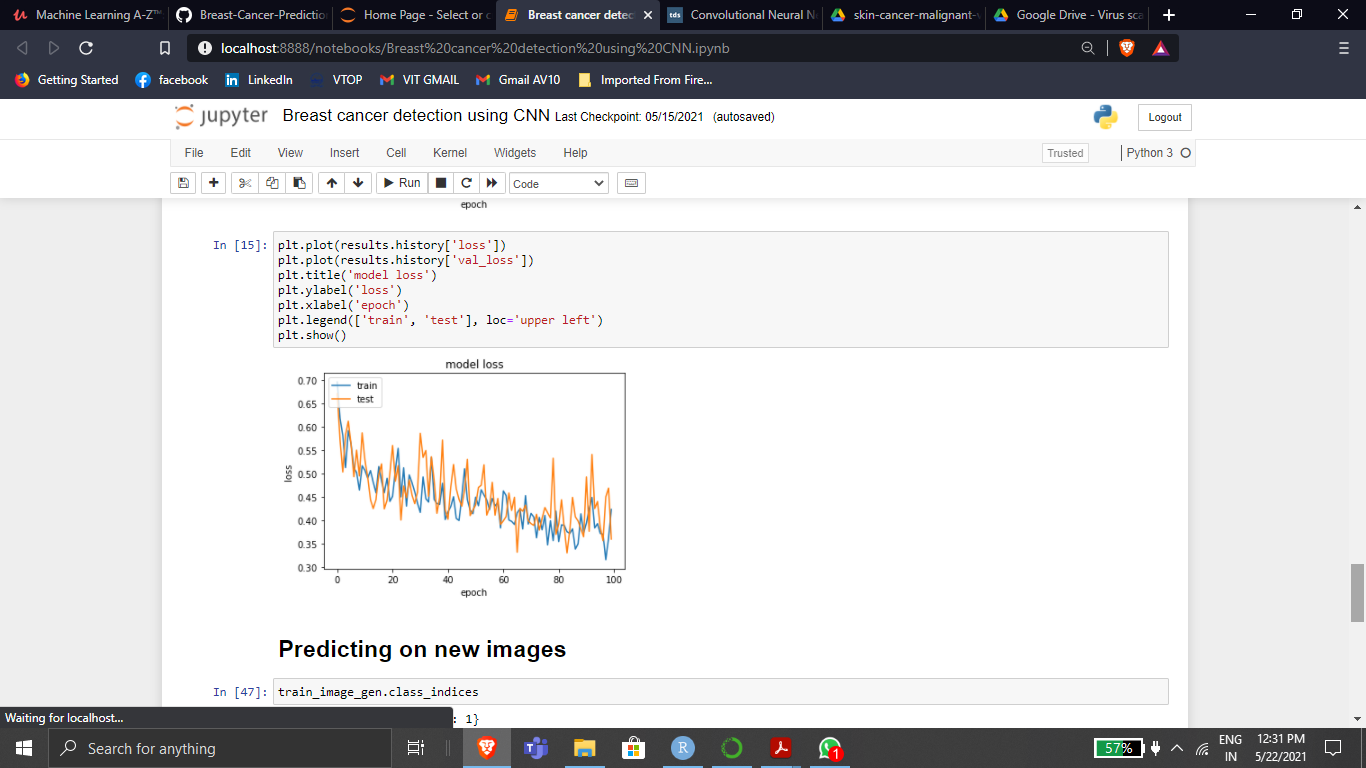 Machine Learning A-Z™
Breast-Cancer-Predictio
Home Page - Select or c
Breast cancer detec
tds
Convolutional Neural N
skin-cancer-malignant-v
Google Drive - Virus sca
localhost:8888/notebooks/Breast%20cancer%20detection%20using%20CNN.ipynb
Getting Started
facebook
LinkedIn
VTOP
VIT GMAIL
Gmail AV10
Imported From Fire...
jupyter
Breast cancer detection using CNN Last Checkpoint: 05/15/2021 (autosaved)
Logout
File Edit View Insert Cell Kernel Widgets Help
Trusted
Python 3
Run
Code
epoch
In [15]:
plt.plot(results.history['loss'])
plt.plot(results.history['val_loss'])
plt.title('model loss')
plt.ylabel('loss')
plt.xlabel('epoch')
plt.legend(['train', 'test'], loc='upper left')
plt.show()
model loss
train
test
0.70
0.65
0.60
0.55
0.50
0.45
0.40
0.35
0.30
loss
0 20 40 60 80 100
epoch
Predicting on new images
In [47]:
train_image_gen.class_indices
: 1}
Waiting for localhost...
Search for anything
R
1
57%
ENG
IN
12:31 PM
5/22/2021